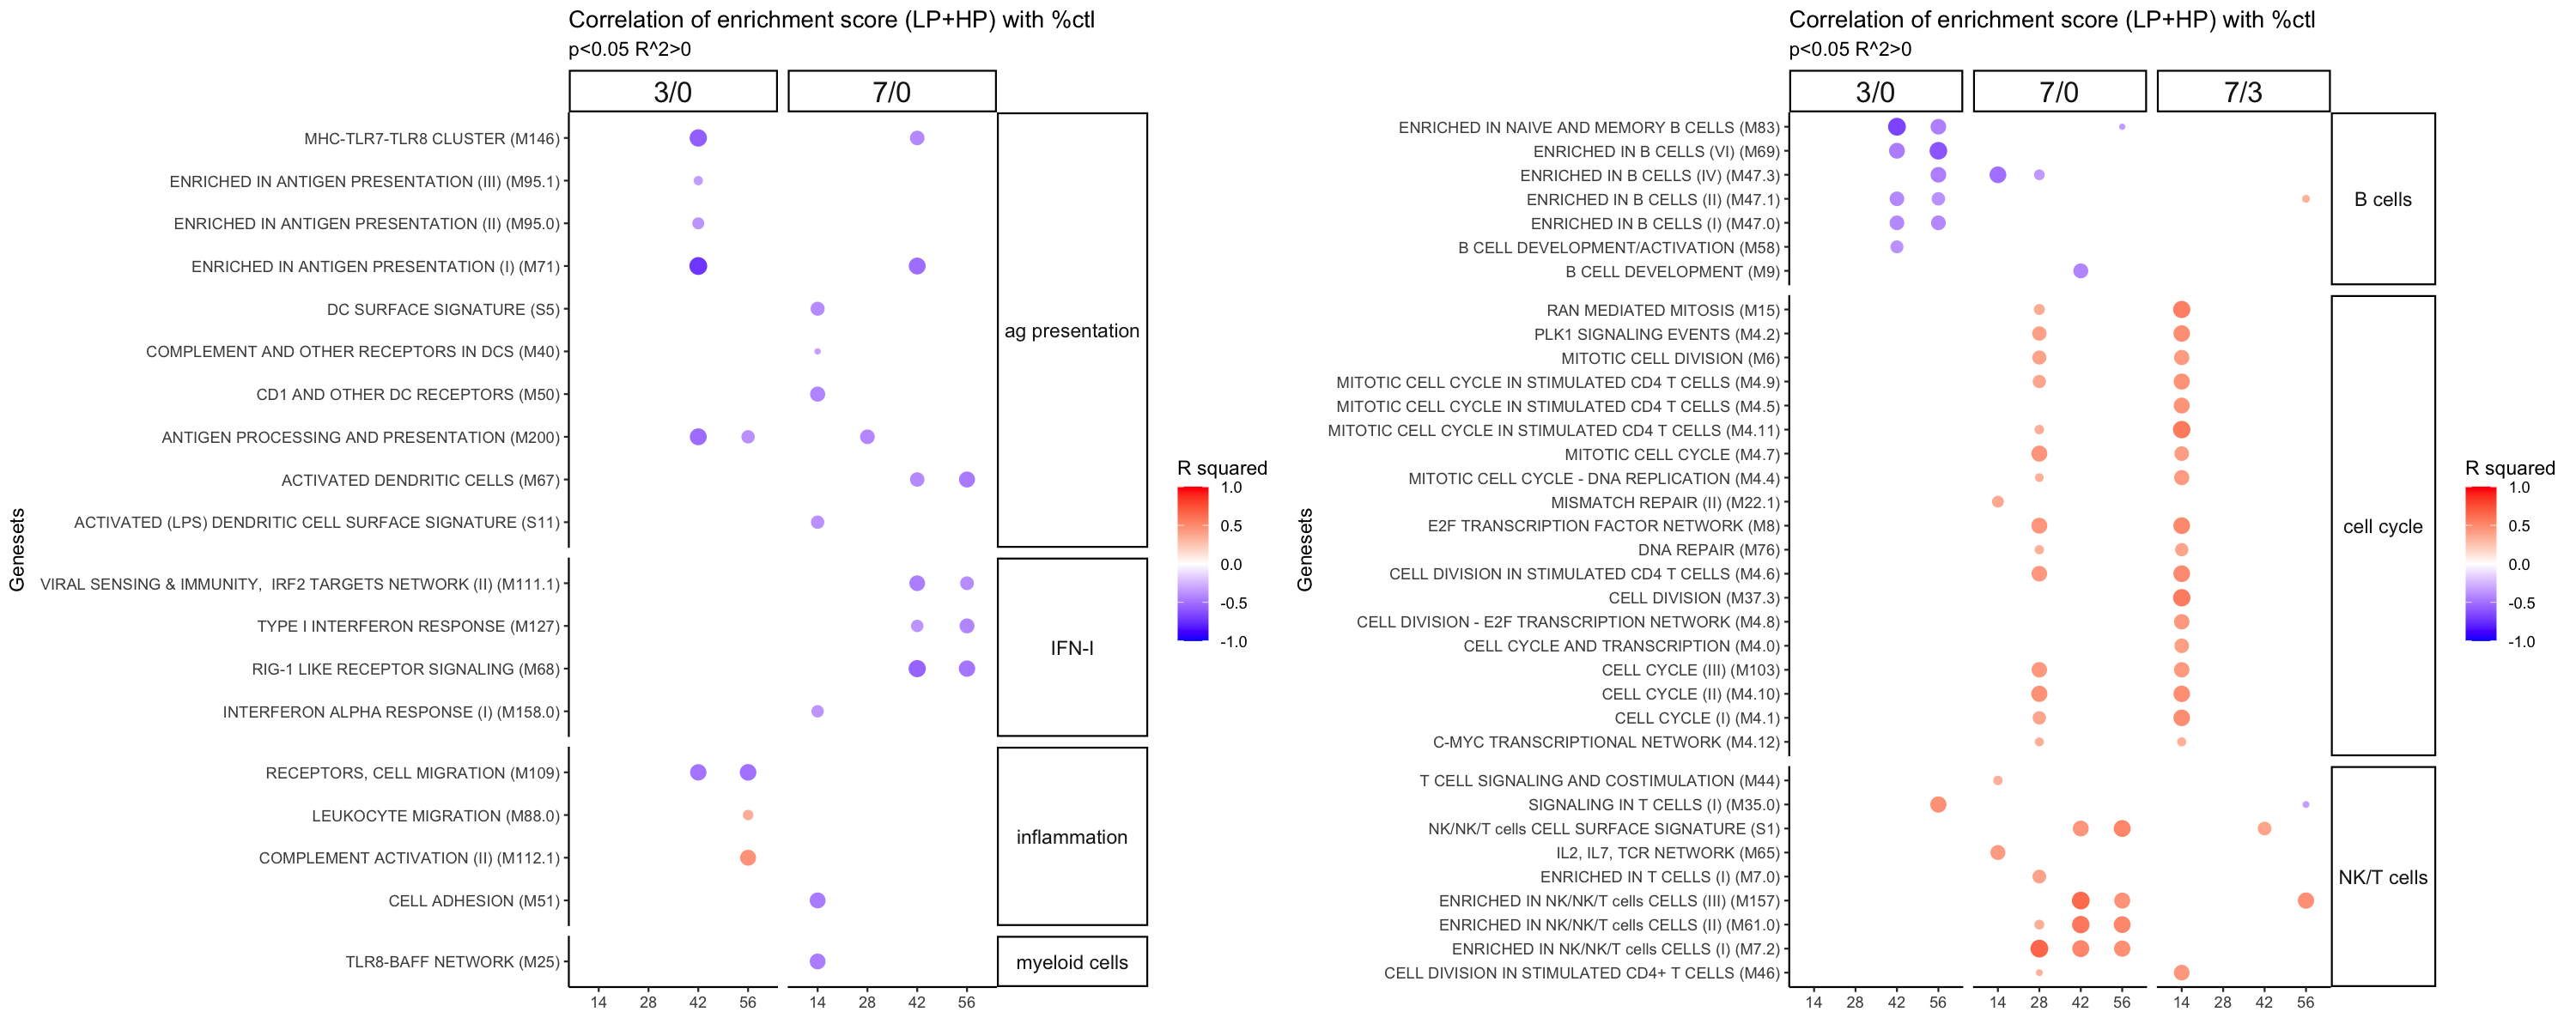 Correlation of enrichment score (LP+HP) with %ctl
p<0.05 R^2>0
3/0
7/0
MHC-TLR7-TLR8 CLUSTER (M146)
ENRICHED IN ANTIGEN PRESENTATION (III) (M95.1)
ENRICHED IN ANTIGEN PRESENTATION (II) (M95.0)
ENRICHED IN ANTIGEN PRESENTATION (I) (M71)
DC SURFACE SIGNATURE (S5)
COMPLEMENT AND OTHER RECEPTORS IN DCS (M40)
CD1 AND OTHER DC RECEPTORS (M50)
ANTIGEN PROCESSING AND PRESENTATION (M200)
ACTIVATED DENDRITIC CELLS (M67)
ACTIVATED (LPS) DENDRITIC CELL SURFACE SIGNATURE (S11)
ag presentation
VIRAL SENSING & IMMUNITY,  IRF2 TARGETS NETWORK (II) (M111.1)
TYPE I INTERFERON RESPONSE (M127)
RIG-1 LIKE RECEPTOR SIGNALING (M68)
INTERFERON ALPHA RESPONSE (I) (M158.0)
IFN-I
RECEPTORS, CELL MIGRATION (M109)
LEUKOCYTE MIGRATION (M88.0)
COMPLEMENT ACTIVATION (II) (M112.1)
CELL ADHESION (M51)
inflammation
TLR8-BAFF NETWORK (M25)
myeloid cells
14 28 42 56
14 28 42 56
Genesets
R squared
1.0
0.5
0.0
-0.5
-1.0
Correlation of enrichment score (LP+HP) with %ctl
p<0.05 R^2>0
3/0
7/0
7/3
ENRICHED IN NAIVE AND MEMORY B CELLS (M83)
ENRICHED IN B CELLS (VI) (M69)
ENRICHED IN B CELLS (IV) (M47.3)
ENRICHED IN B CELLS (II) (M47.1)
ENRICHED IN B CELLS (I) (M47.0)
B CELL DEVELOPMENT/ACTIVATION (M58)
B CELL DEVELOPMENT (M9)
B cells
RAN MEDIATED MITOSIS (M15)
PLK1 SIGNALING EVENTS (M4.2)
MITOTIC CELL DIVISION (M6)
MITOTIC CELL CYCLE IN STIMULATED CD4 T CELLS (M4.9)
MITOTIC CELL CYCLE IN STIMULATED CD4 T CELLS (M4.5)
MITOTIC CELL CYCLE IN STIMULATED CD4 T CELLS (M4.11)
MITOTIC CELL CYCLE (M4.7)
MITOTIC CELL CYCLE - DNA REPLICATION (M4.4)
MISMATCH REPAIR (II) (M22.1)
E2F TRANSCRIPTION FACTOR NETWORK (M8)
DNA REPAIR (M76)
CELL DIVISION IN STIMULATED CD4 T CELLS (M4.6)
CELL DIVISION (M37.3)
CELL DIVISION - E2F TRANSCRIPTION NETWORK (M4.8)
CELL CYCLE AND TRANSCRIPTION (M4.0)
CELL CYCLE (III) (M103)
CELL CYCLE (II) (M4.10)
CELL CYCLE (I) (M4.1)
C-MYC TRANSCRIPTIONAL NETWORK (M4.12)
cell cycle
T CELL SIGNALING AND COSTIMULATION (M44)
SIGNALING IN T CELLS (I) (M35.0)
NK/NK/T cells CELL SURFACE SIGNATURE (S1)
IL2, IL7, TCR NETWORK (M65)
ENRICHED IN T CELLS (I) (M7.0)
ENRICHED IN NK/NK/T cells CELLS (III) (M157)
ENRICHED IN NK/NK/T cells CELLS (II) (M61.0)
ENRICHED IN NK/NK/T cells CELLS (I) (M7.2)
CELL DIVISION IN STIMULATED CD4+ T CELLS (M46)
NK/T cells
14 28 42 56
14 28 42 56
14 28 42 56
Genesets
R squared
1.0
0.5
0.0
-0.5
-1.0